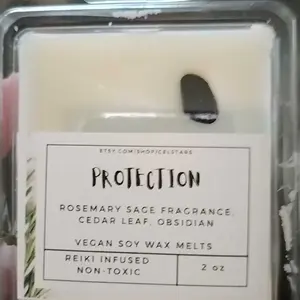 PROTECTION
ROSEMARY SAGE FRAGRANCE,
CEDAR LEAF, OBSIDIAN
VEGAN SOY WAX MELTS
REIKI INFUSED
NON-TOXIC
2 oz